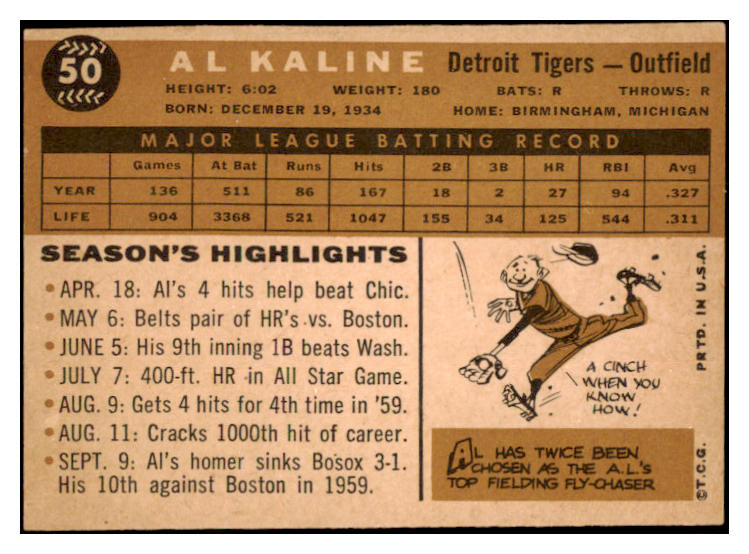 50
AL KALINE Detroit Tigers — Outfield
HEIGHT: 6:02 WEIGHT: 180 BATS: R THROWS: R
BORN: DECEMBER 19, 1934 HOME: BIRMINGHAM, MICHIGAN
MAJOR LEAGUE BATTING RECORD
Games At Bat Runs Hits 2B 3B HR RBI Avg
YEAR 136 511 86 167 18 2 27 94 .327
LIFE 904 3368 521 1047 155 34 125 544 .311
SEASON'S HIGHLIGHTS
• APR. 18: Al's 4 hits help beat Chic.
• MAY 6: Belts pair of HR's vs. Boston.
• JUNE 5: His 9th inning 1B beats Wash.
• JULY 7: 400-ft. HR in All Star Game.
• AUG. 9: Gets 4 hits for 4th time in '59.
• AUG. 11: Cracks 1000th hit of career.
• SEPT. 9: Al's homer sinks Bosox 3-1.
His 10th against Boston in 1959.
A CINCH
WHEN YOU
KNOW
HOW!
AL HAS TWICE BEEN
CHOSEN AS THE A.L.'S
TOP FIELDING FLY-CHASER
©T.C.G. PRTD. IN U.S.A.